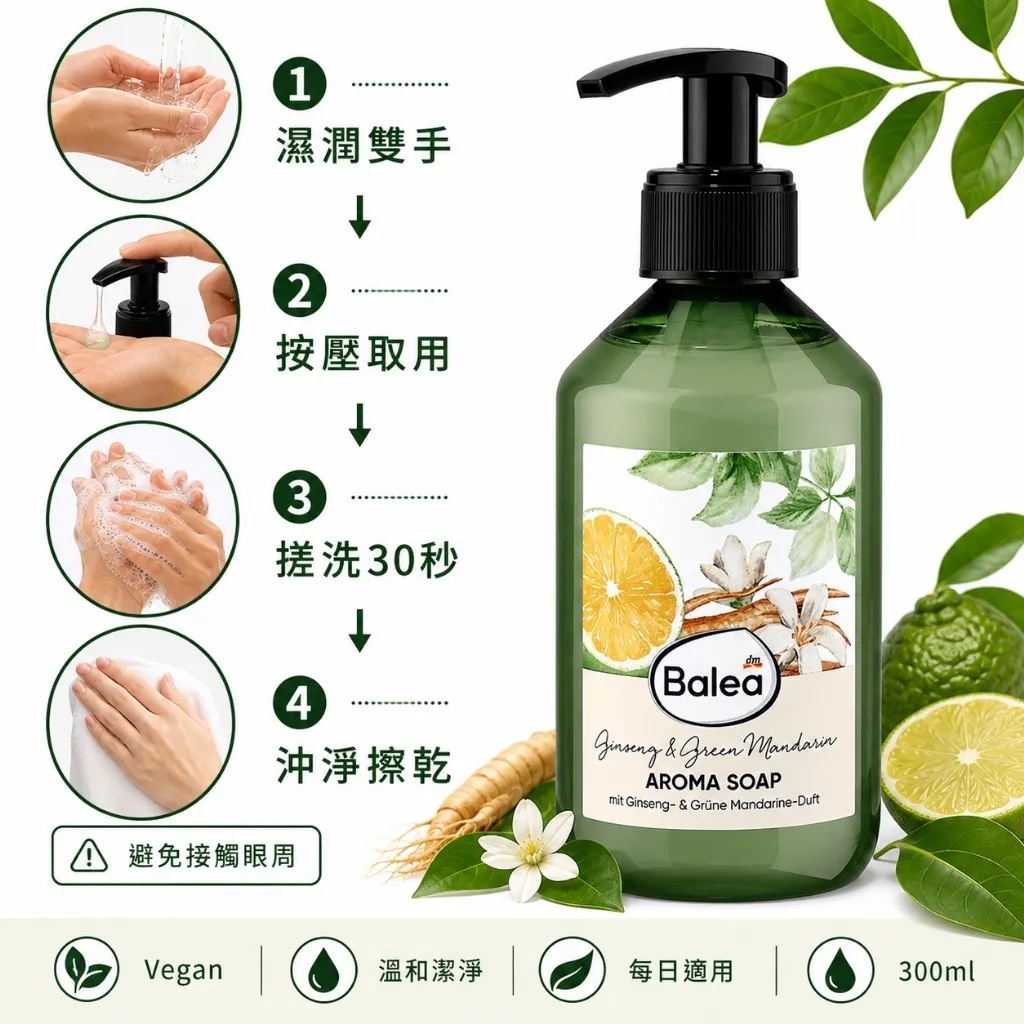 1
濕潤雙手
2
按壓取用
3
搓洗30秒
4
沖淨擦乾
避免接觸眼周
dm
Balea
Ginseng & Green Mandarin
AROMA SOAP
mit Ginseng- & Grüne Mandarine-Duft
Vegan
溫和潔淨
每日適用
300ml